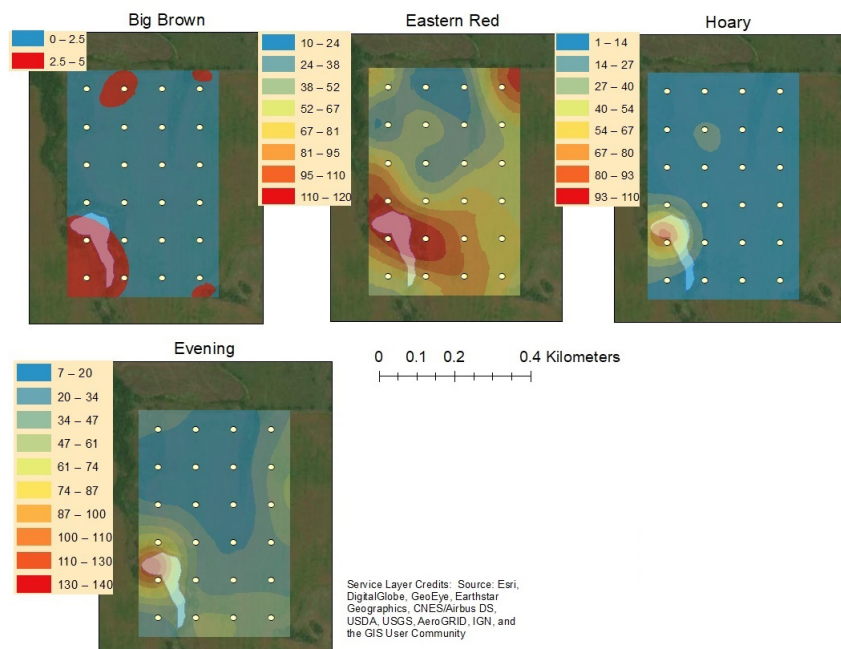 Big Brown
0 – 2.5
2.5 – 5
Eastern Red
10 – 24
24 – 38
38 – 52
52 – 67
67 – 81
81 – 95
95 – 110
110 – 120
Hoary
1 – 14
14 – 27
27 – 40
40 – 54
54 – 67
67 – 80
80 – 93
93 – 110
Evening
7 – 20
20 – 34
34 – 47
47 – 61
61 – 74
74 – 87
87 – 100
100 – 110
110 – 130
130 – 140
0 0.1 0.2 0.4 Kilometers
Service Layer Credits: Source: Esri,
DigitalGlobe, GeoEye, Earthstar
Geographics, CNES/Airbus DS,
USDA, USGS, AeroGRID, IGN, and
the GIS User Community